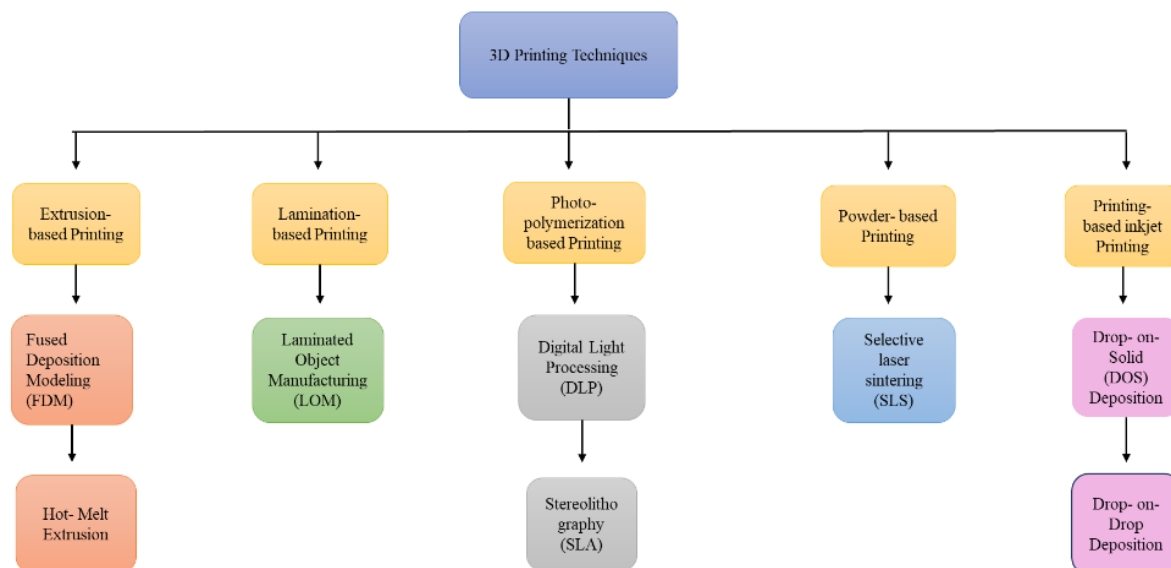 3D Printing Techniques
Extrusion-
based Printing
Lamination-
based Printing
Photo-
polymerization
based Printing
Powder- based
Printing
Printing-
based inkjet
Printing
Fused
Deposition
Modeling
(FDM)
Laminated
Object
Manufacturing
(LOM)
Digital Light
Processing
(DLP)
Selective
laser
sintering
(SLS)
Drop- on-
Solid
(DOS)
Deposition
Hot- Melt
Extrusion
Stereolitho
graphy
(SLA)
Drop- on-
Drop
Deposition